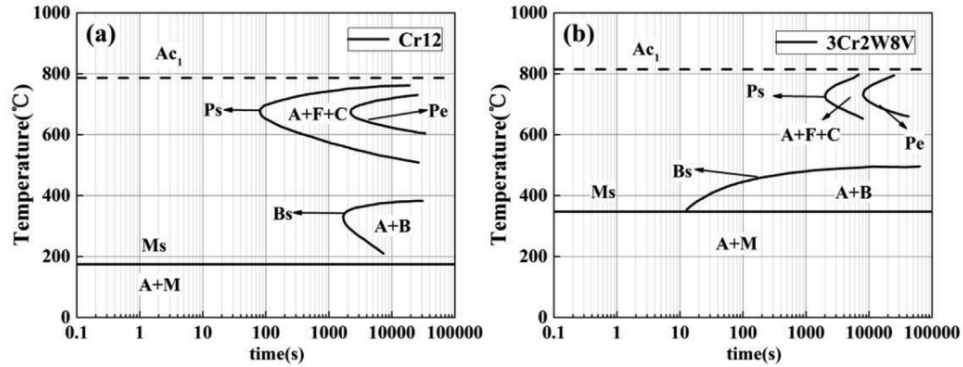 (a)
Cr12
Ac₁
Ps
A+F+C
Pe
Bs
A+B
Ms
A+M
1000
800
600
400
200
0
0.1 1 10 100 1000 10000 100000
Temperature(℃)
time(s)
(b)
3Cr2W8V
Ac₁
Ps
A+F+C
Pe
Bs
A+B
Ms
A+M
1000
800
600
400
200
0
0.1 1 10 100 1000 10000 100000
Temperature(℃)
time(s)